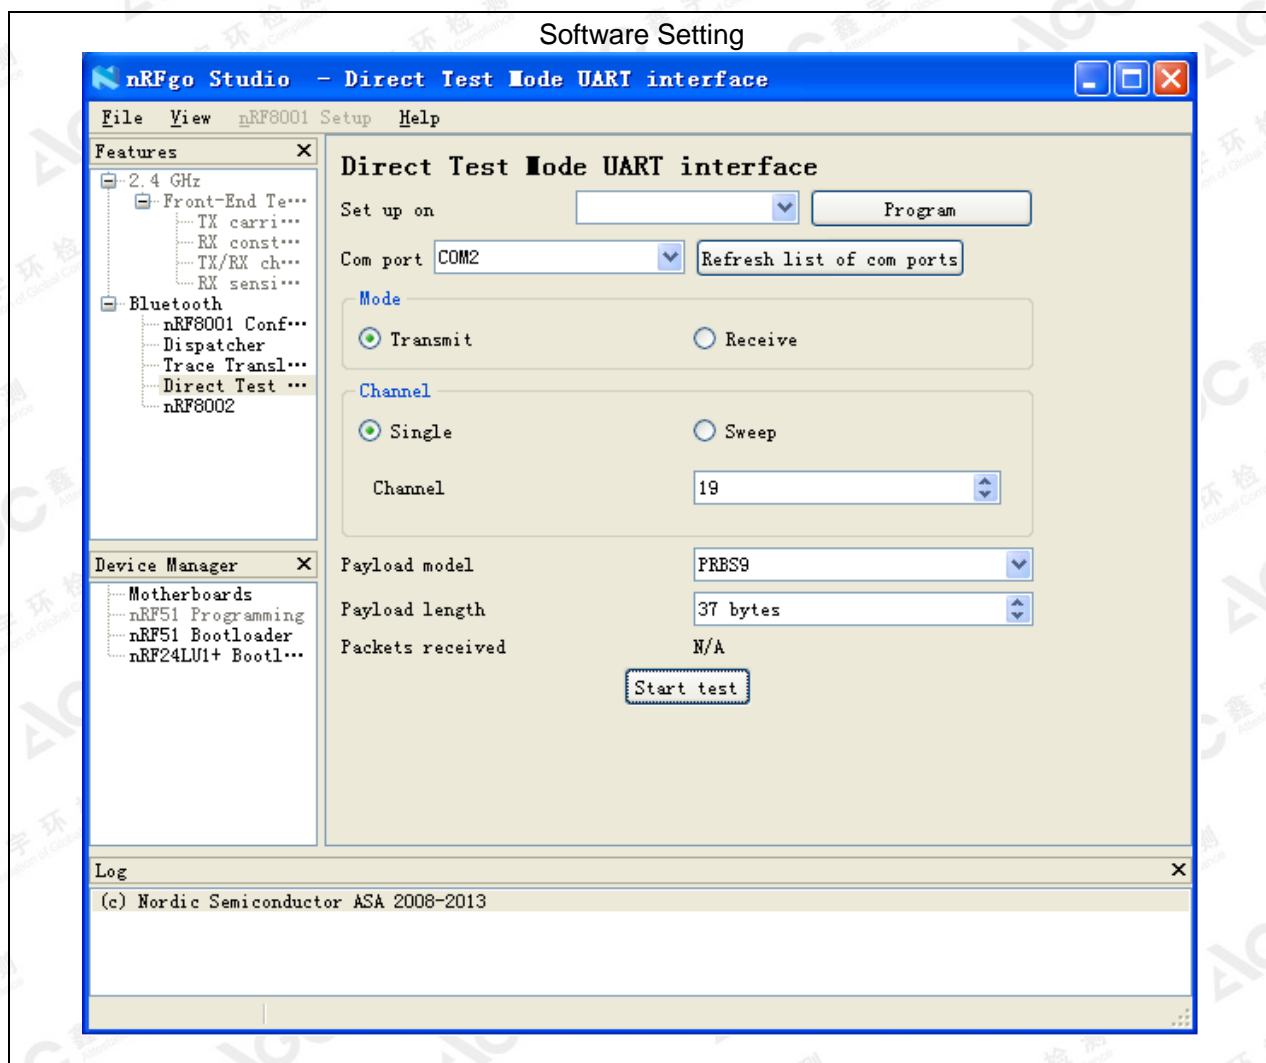 Software Setting
nRFgo Studio - Direct Test Mode UART interface
File View nRF8001 Setup Help
Features
2.4 GHz
Front-End Te...
TX carri...
RX const...
TX/RX ch...
RX sensi...
Bluetooth
nRF8001 Conf...
Dispatcher
Trace Transl...
Direct Test ...
nRF8002
Device Manager
Motherboards
nRF51 Programming
nRF51 Bootloader
nRF24LU1+ Bootl...
Direct Test Mode UART interface
Set up on Program
Com port COM2 Refresh list of com ports
Mode
Transmit Receive
Channel
Single Sweep
Channel 19
Payload model PRBS9
Payload length 37 bytes
Packets received N/A
Start test
Log
(c) Nordic Semiconductor ASA 2008-2013